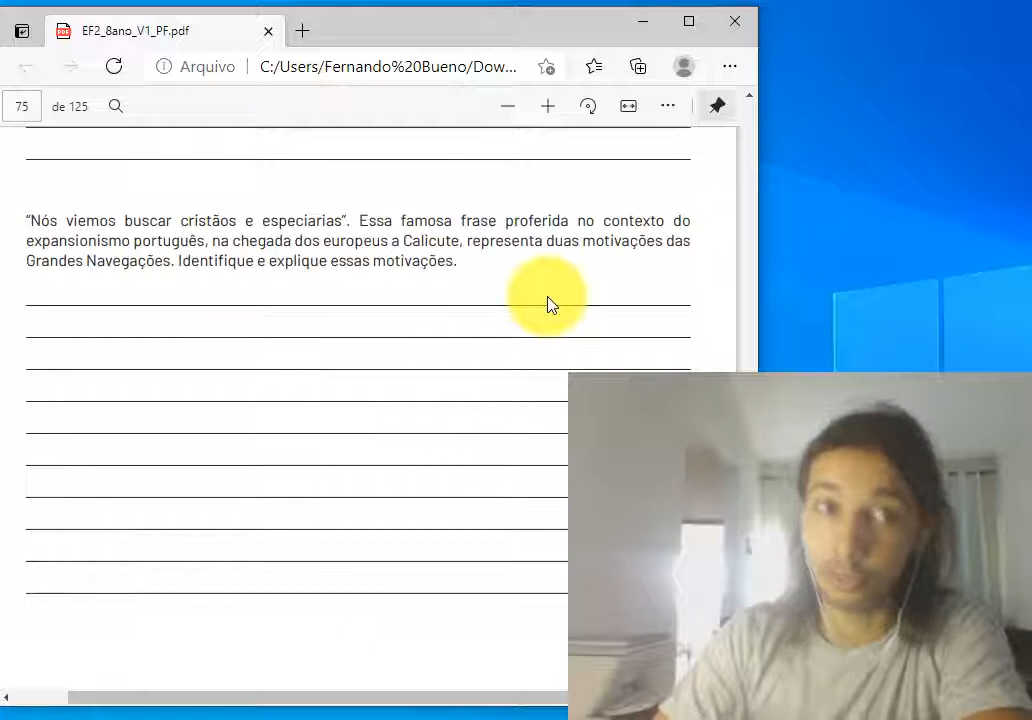 EF2_8ano_V1_PF.pdf
Arquivo
C:/Users/Fernando%20Bueno/Dow...
75 de 125
“Nós viemos buscar cristãos e especiarias”. Essa famosa frase proferida no contexto do
expansionismo português, na chegada dos europeus a Calicute, representa duas motivações das
Grandes Navegações. Identifique e explique essas motivações.